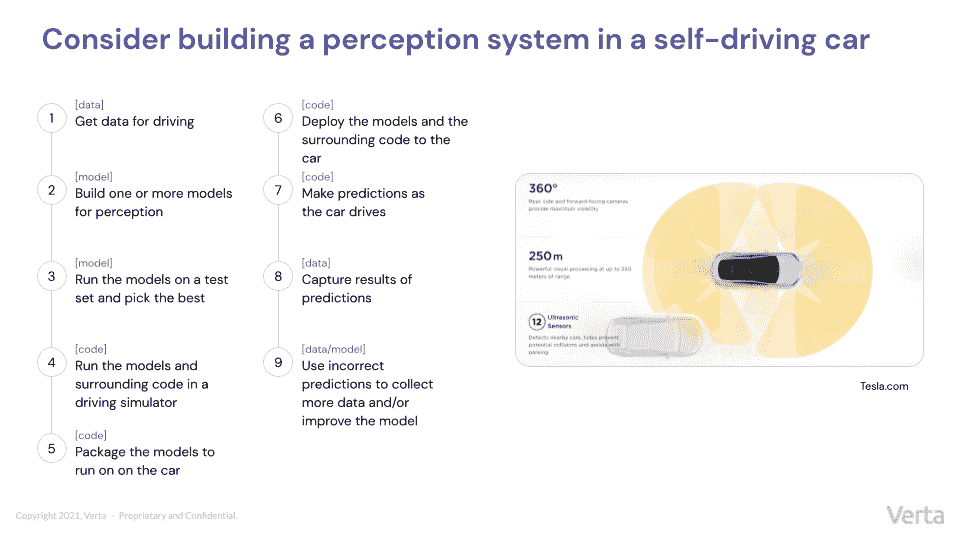 Consider building a perception system in a self-driving car
1
[data]
Get data for driving
2
[model]
Build one or more models
for perception
3
[model]
Run the models on a test
set and pick the best
4
[code]
Run the models and
surrounding code in a
driving simulator
5
[code]
Package the models to
run on on the car
6
[code]
Deploy the models and the
surrounding code to the
car
7
[code]
Make predictions as
the car drives
8
[data]
Capture results of
predictions
9
[data/model]
Use incorrect
predictions to collect
more data and/or
improve the model
360°
Rear, side and forward-facing cameras
provide maximum visibility
250 m
Powerful visual processing at up to 250
meters of range
12 Ultrasonic
Sensors
Detects nearby cars, helps prevent
potential collisions and assists with
parking
Tesla.com
Copyright 2021, Verta - Proprietary and Confidential.
Verta